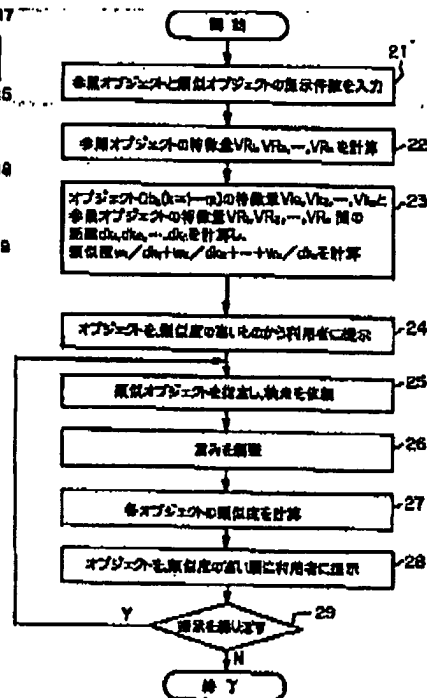 開始
21
参照オブジェクトと類似オブジェクトの提示件数を入力
参照オブジェクトの特徴量VR₁,VR₂,…,VRₙを計算
22
オブジェクトOb_k(k=1~m)の特徴量Vk₁,Vk₂,…,Vkₙと
参照オブジェクトの特徴量VR₁,VR₂,…,VRₙ間の
距離dk₁,dk₂,…,dkₙを計算し、
類似度w₁/dk₁+w₂/dk₂+…+wₙ/dkₙを計算
23
オブジェクトを、類似度の高いものから利用者に提示
24
類似オブジェクトを指定し、検索を依頼
25
重みを調整
26
各オブジェクトの類似度を計算
27
オブジェクトを、類似度の高い順に利用者に提示
28
29
Y
N
終了